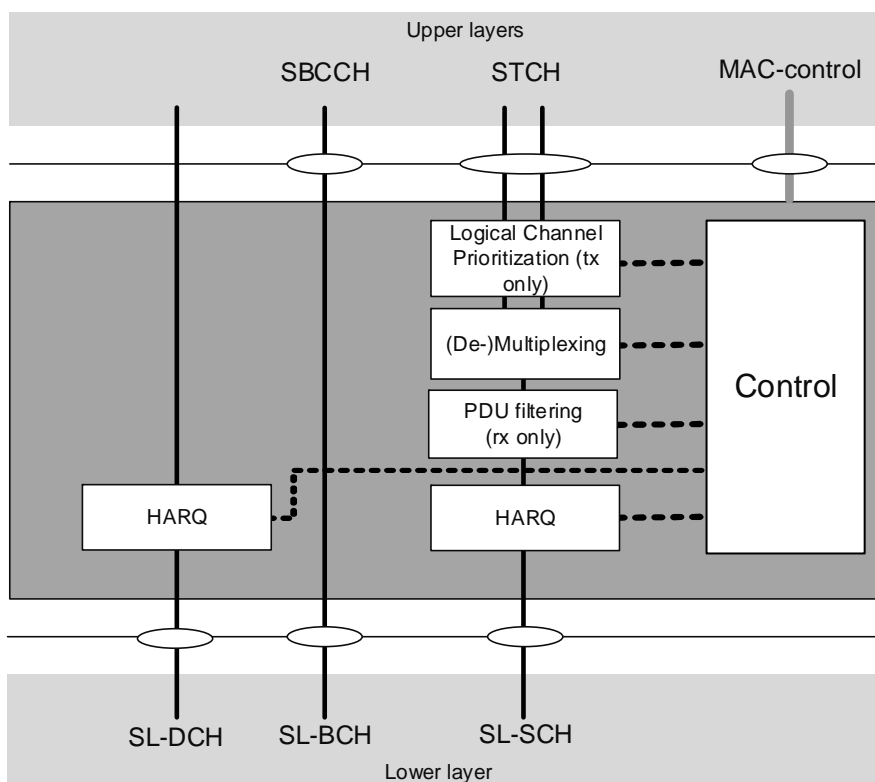 Upper layers
SBCCH
STCH
MAC-control
Logical Channel
Prioritization (tx
only)
(De-)Multiplexing
Control
PDU filtering
(rx only)
HARQ
HARQ
SL-DCH
SL-BCH
SL-SCH
Lower layer